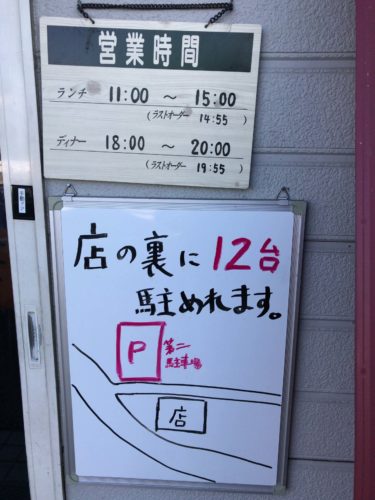 営業時間
ランチ 11:00 ～ 15:00
(ラストオーダー 14:55 )
ディナー 18:00 ～ 20:00
(ラストオーダー 19:55 )
店の裏に12台
駐めれます。
P 第二
駐車場
店